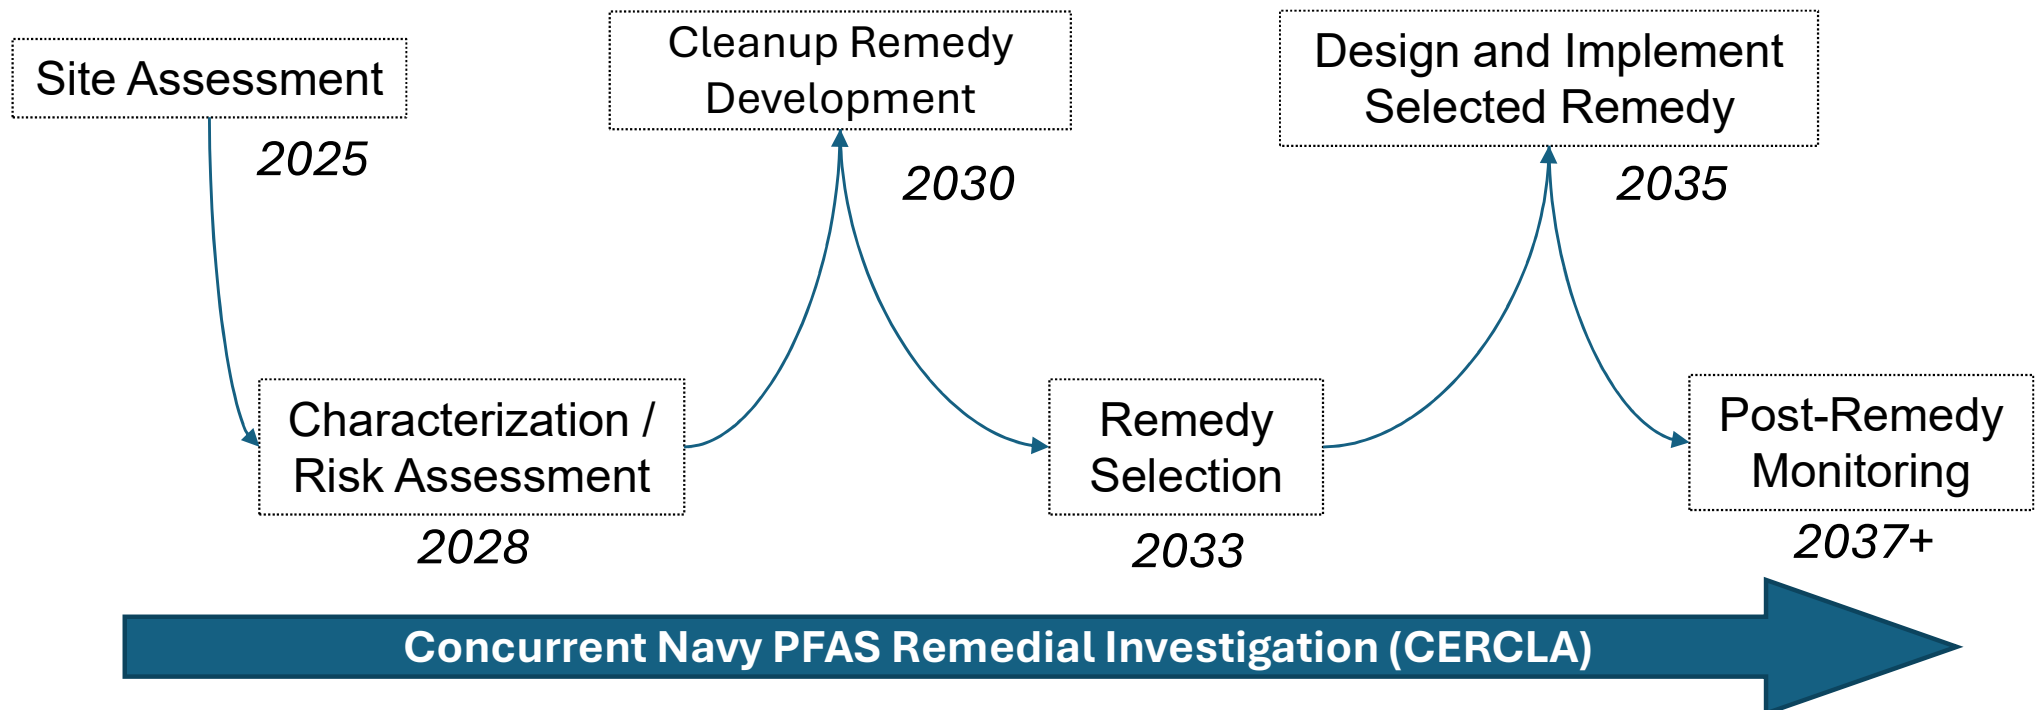 Site Assessment
2025
Characterization /
Risk Assessment
2028
Cleanup Remedy
Development
2030
Remedy
Selection
2033
Design and Implement
Selected Remedy
2035
Post-Remedy
Monitoring
2037+
Concurrent Navy PFAS Remedial Investigation (CERCLA)